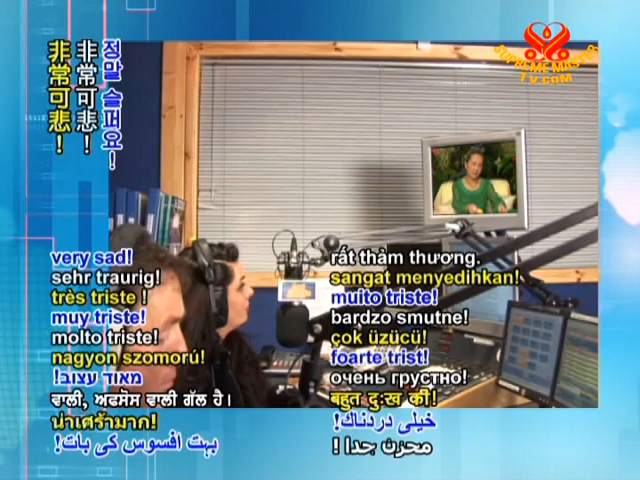 SUPREME MASTER
TV.COM
非常可悲！
非常可悲！
정말 슬퍼요!
very sad!
sehr traurig!
très triste !
muy triste!
molto triste!
nagyon szomorú!
מאוד עצוב!
ਵਾਲੀ, ਅਫਸੋਸ ਵਾਲੀ ਗੱਲ ਹੈ।
น่าเศร้ามาก!
بہت افسوس کی بات!
rất thảm thương.
sangat menyedihkan!
muito triste!
bardzo smutne!
çok üzücü!
foarte trist!
очень грустно!
बहुत दुःख की!
خیلی دردناک!
محزن جدا !